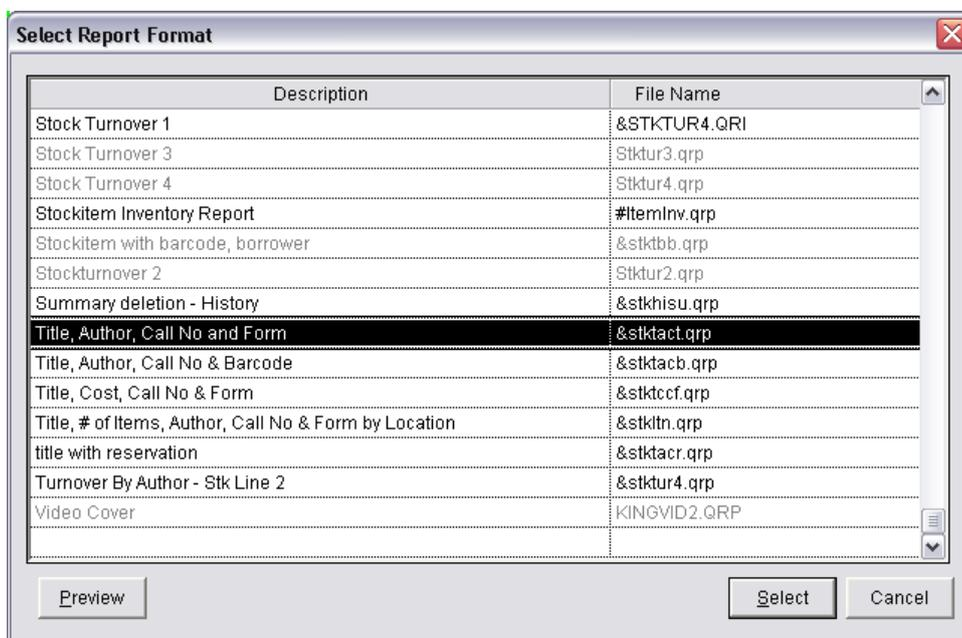 Select Report Format
Description File Name
Stock Turnover 1 &STKTUR4.QRI
Stock Turnover 3 Stktur3.qrp
Stock Turnover 4 Stktur4.qrp
Stockitem Inventory Report #ItemInv.qrp
Stockitem with barcode, borrower &stktbb.qrp
Stockturnover 2 Stktur2.qrp
Summary deletion - History &stkhisu.qrp
Title, Author, Call No and Form &stktact.qrp
Title, Author, Call No & Barcode &stktacb.qrp
Title, Cost, Call No & Form &stktccf.qrp
Title, # of Items, Author, Call No & Form by Location &stkltn.qrp
title with reservation &stktacr.qrp
Turnover By Author - Stk Line 2 &stktur4.qrp
Video Cover KINGVID2.QRP
Preview Select Cancel